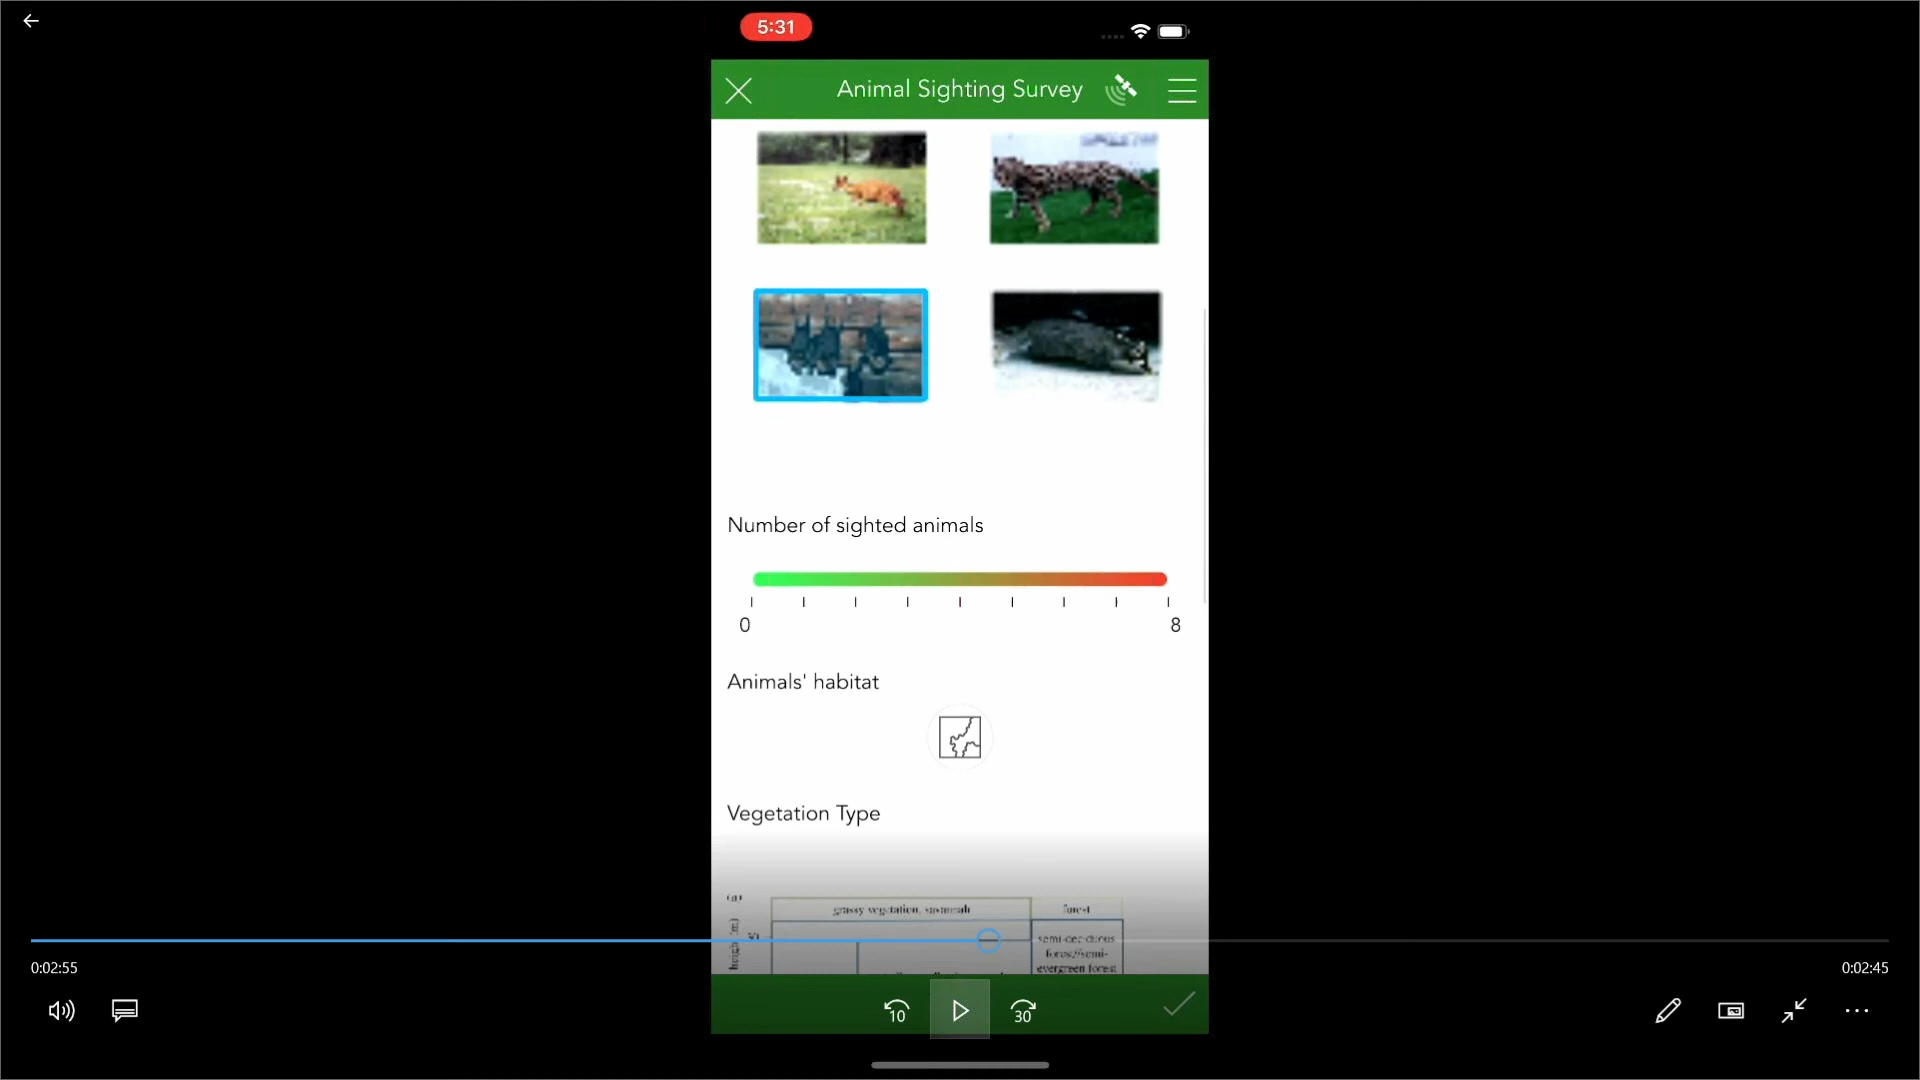 5:31
Animal Sighting Survey
Number of sighted animals
0
8
Animals' habitat
Vegetation Type
grassy vegetation, savannah
forest
semi-deciduous
forest//semi-
evergreen forest
0:02:55
0:02:45
10
30